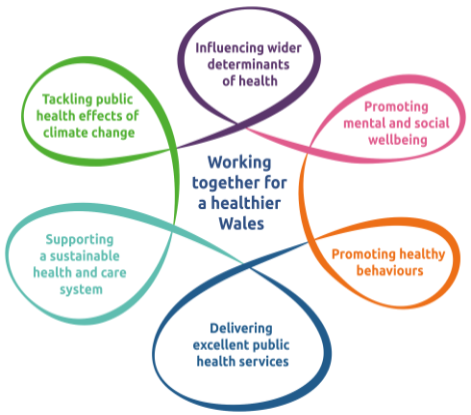 Influencing wider
determinants
of health
Promoting
mental and social
wellbeing
Promoting healthy
behaviours
Delivering
excellent public
health services
Supporting
a sustainable
health and care
system
Tackling public
health effects of
climate change
Working
together for
a healthier
Wales